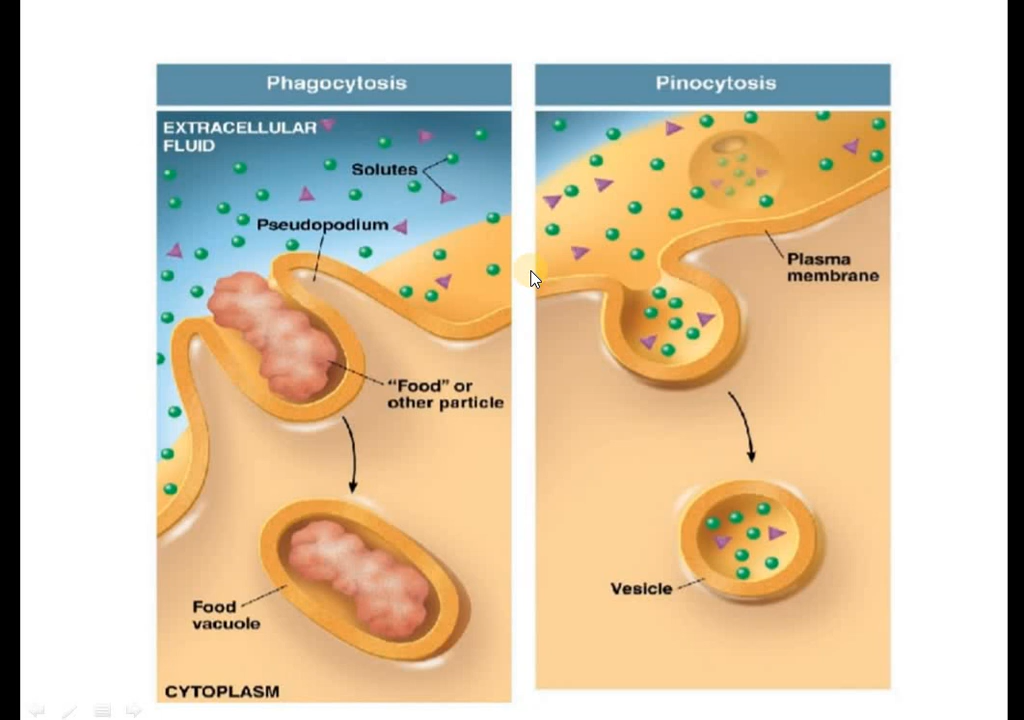 Phagocytosis
EXTRACELLULAR
FLUID
Solutes
Pseudopodium
"Food" or
other particle
Food
vacuole
CYTOPLASM
Pinocytosis
Plasma
membrane
Vesicle